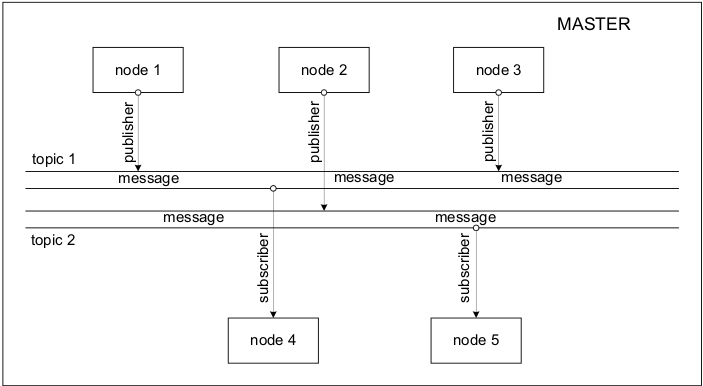 MASTER
node 1
node 2
node 3
publisher
publisher
publisher
topic 1
message
message
message
message
message
topic 2
subscriber
subscriber
node 4
node 5